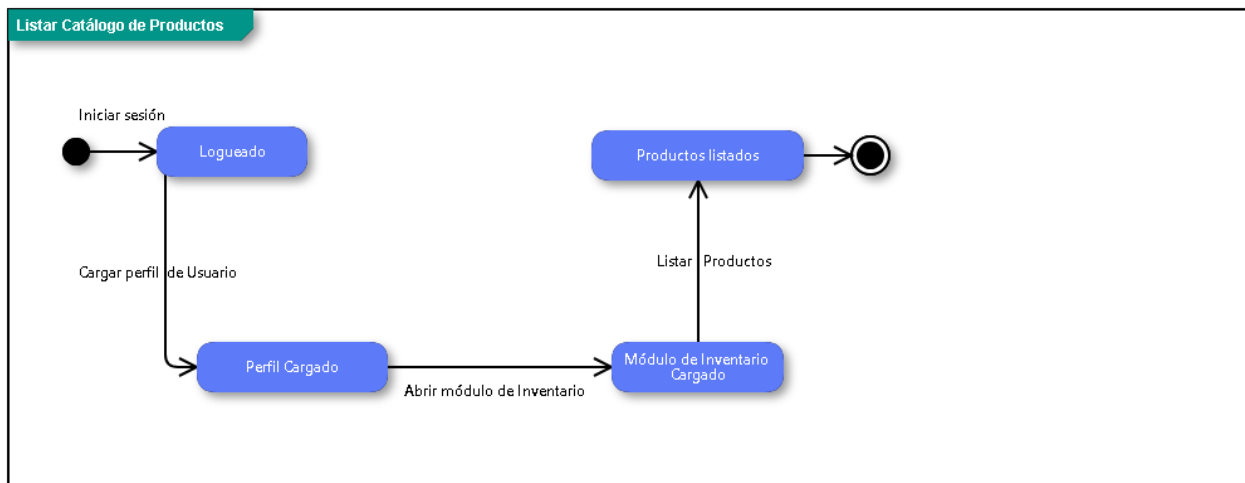 Listar Catálogo de Productos
Iniciar sesión
Logueado
Productos listados
Cargar perfil de Usuario
Listar Productos
Perfil Cargado
Módulo de Inventario
Cargado
Abrir módulo de Inventario